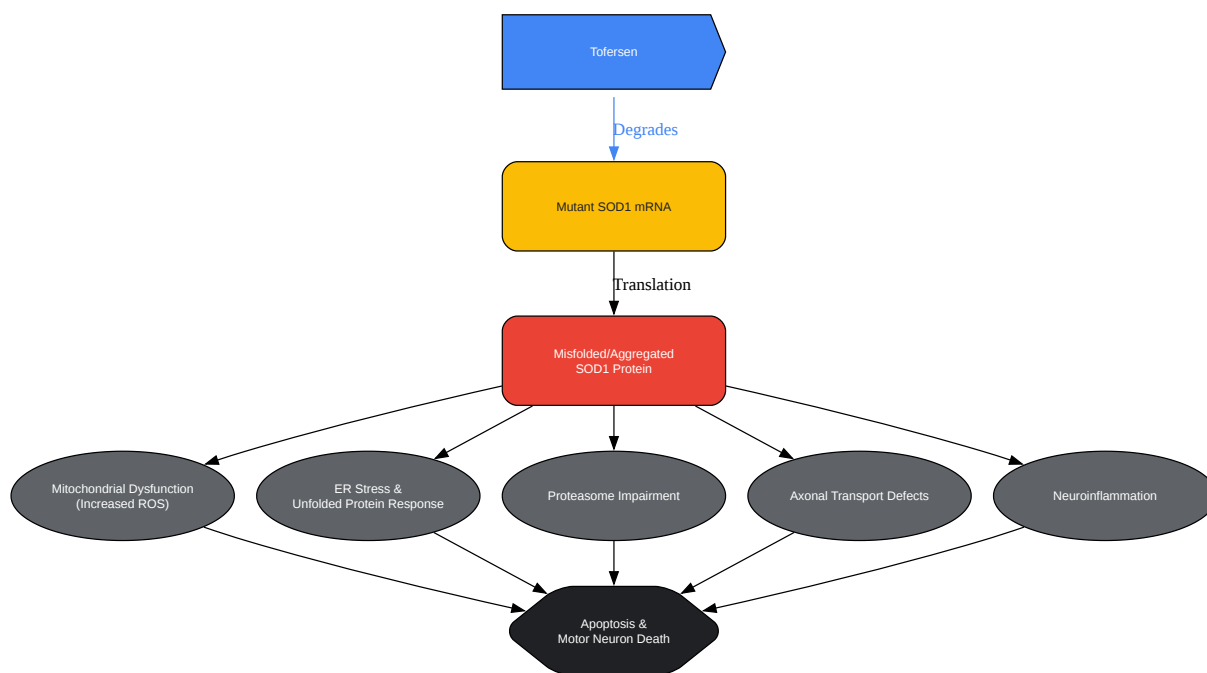 Tofersen
Degrades
Mutant SOD1 mRNA
Translation
Misfolded/Aggregated
SOD1 Protein
Mitochondrial Dysfunction
(Increased ROS)
ER Stress &
Unfolded Protein Response
Proteasome Impairment
Axonal Transport Defects
Neuroinflammation
Apoptosis &
Motor Neuron Death